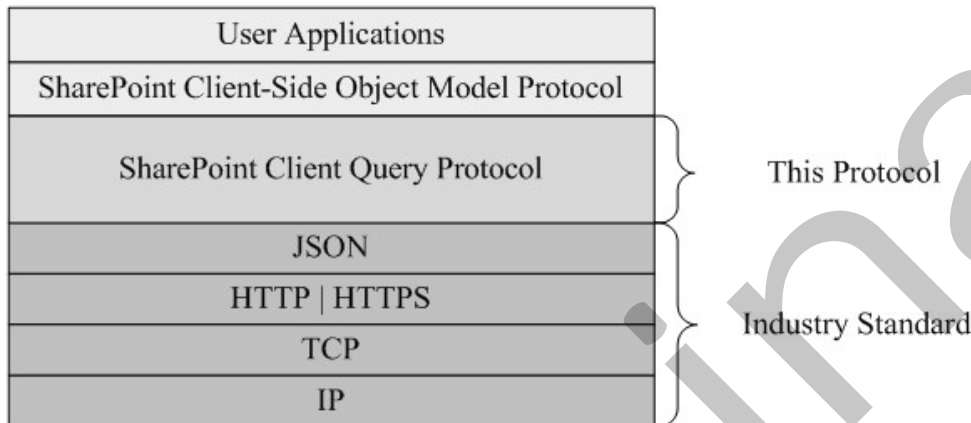 User Applications
SharePoint Client-Side Object Model Protocol
SharePoint Client Query Protocol
This Protocol
JSON
HTTP | HTTPS
Industry Standard
TCP
IP